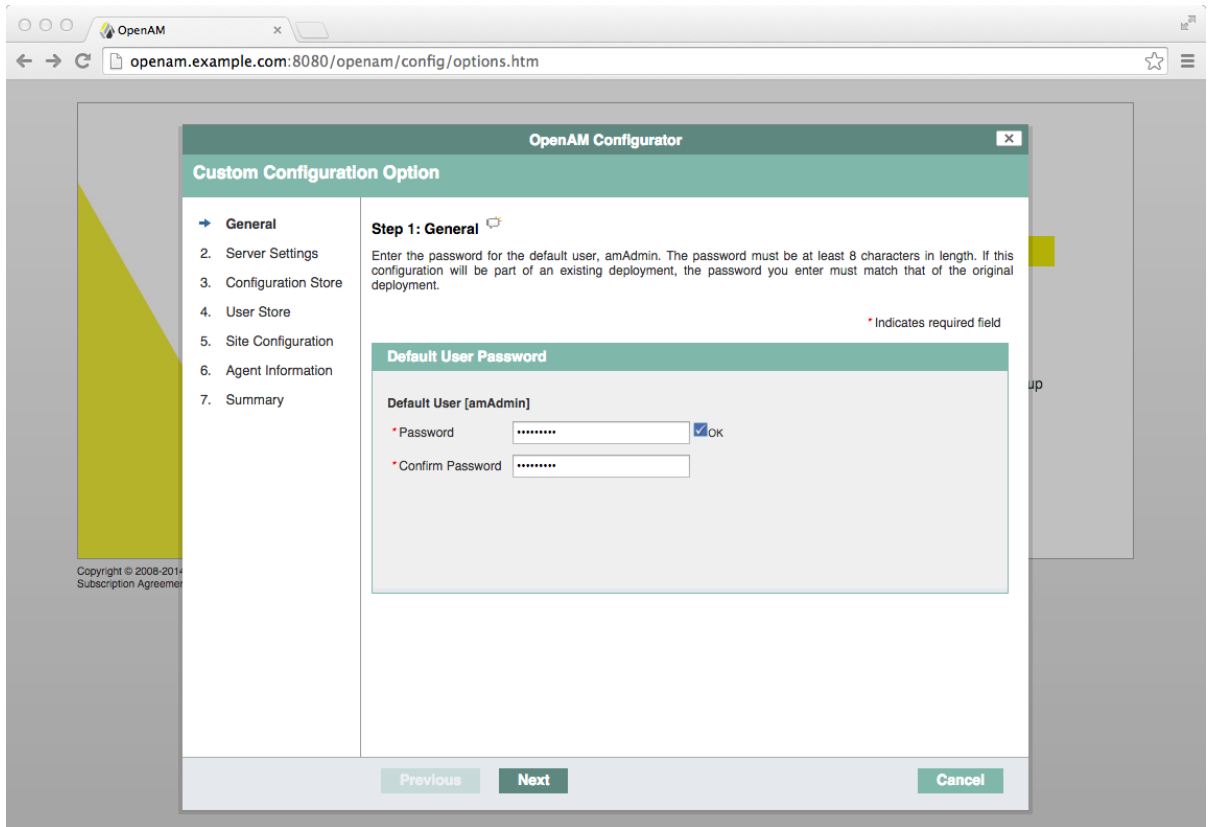 OpenAM
openam.example.com:8080/openam/config/options.htm
OpenAM Configurator
Custom Configuration Option
General
2. Server Settings
3. Configuration Store
4. User Store
5. Site Configuration
6. Agent Information
7. Summary
Step 1: General
Enter the password for the default user, amAdmin. The password must be at least 8 characters in length. If this
configuration will be part of an existing deployment, the password you enter must match that of the original
deployment.
* Indicates required field
Default User Password
Default User [amAdmin]
* Password ••••••••• OK
* Confirm Password •••••••••
up
Copyright © 2008-2014
Subscription Agreemen
Previous Next Cancel